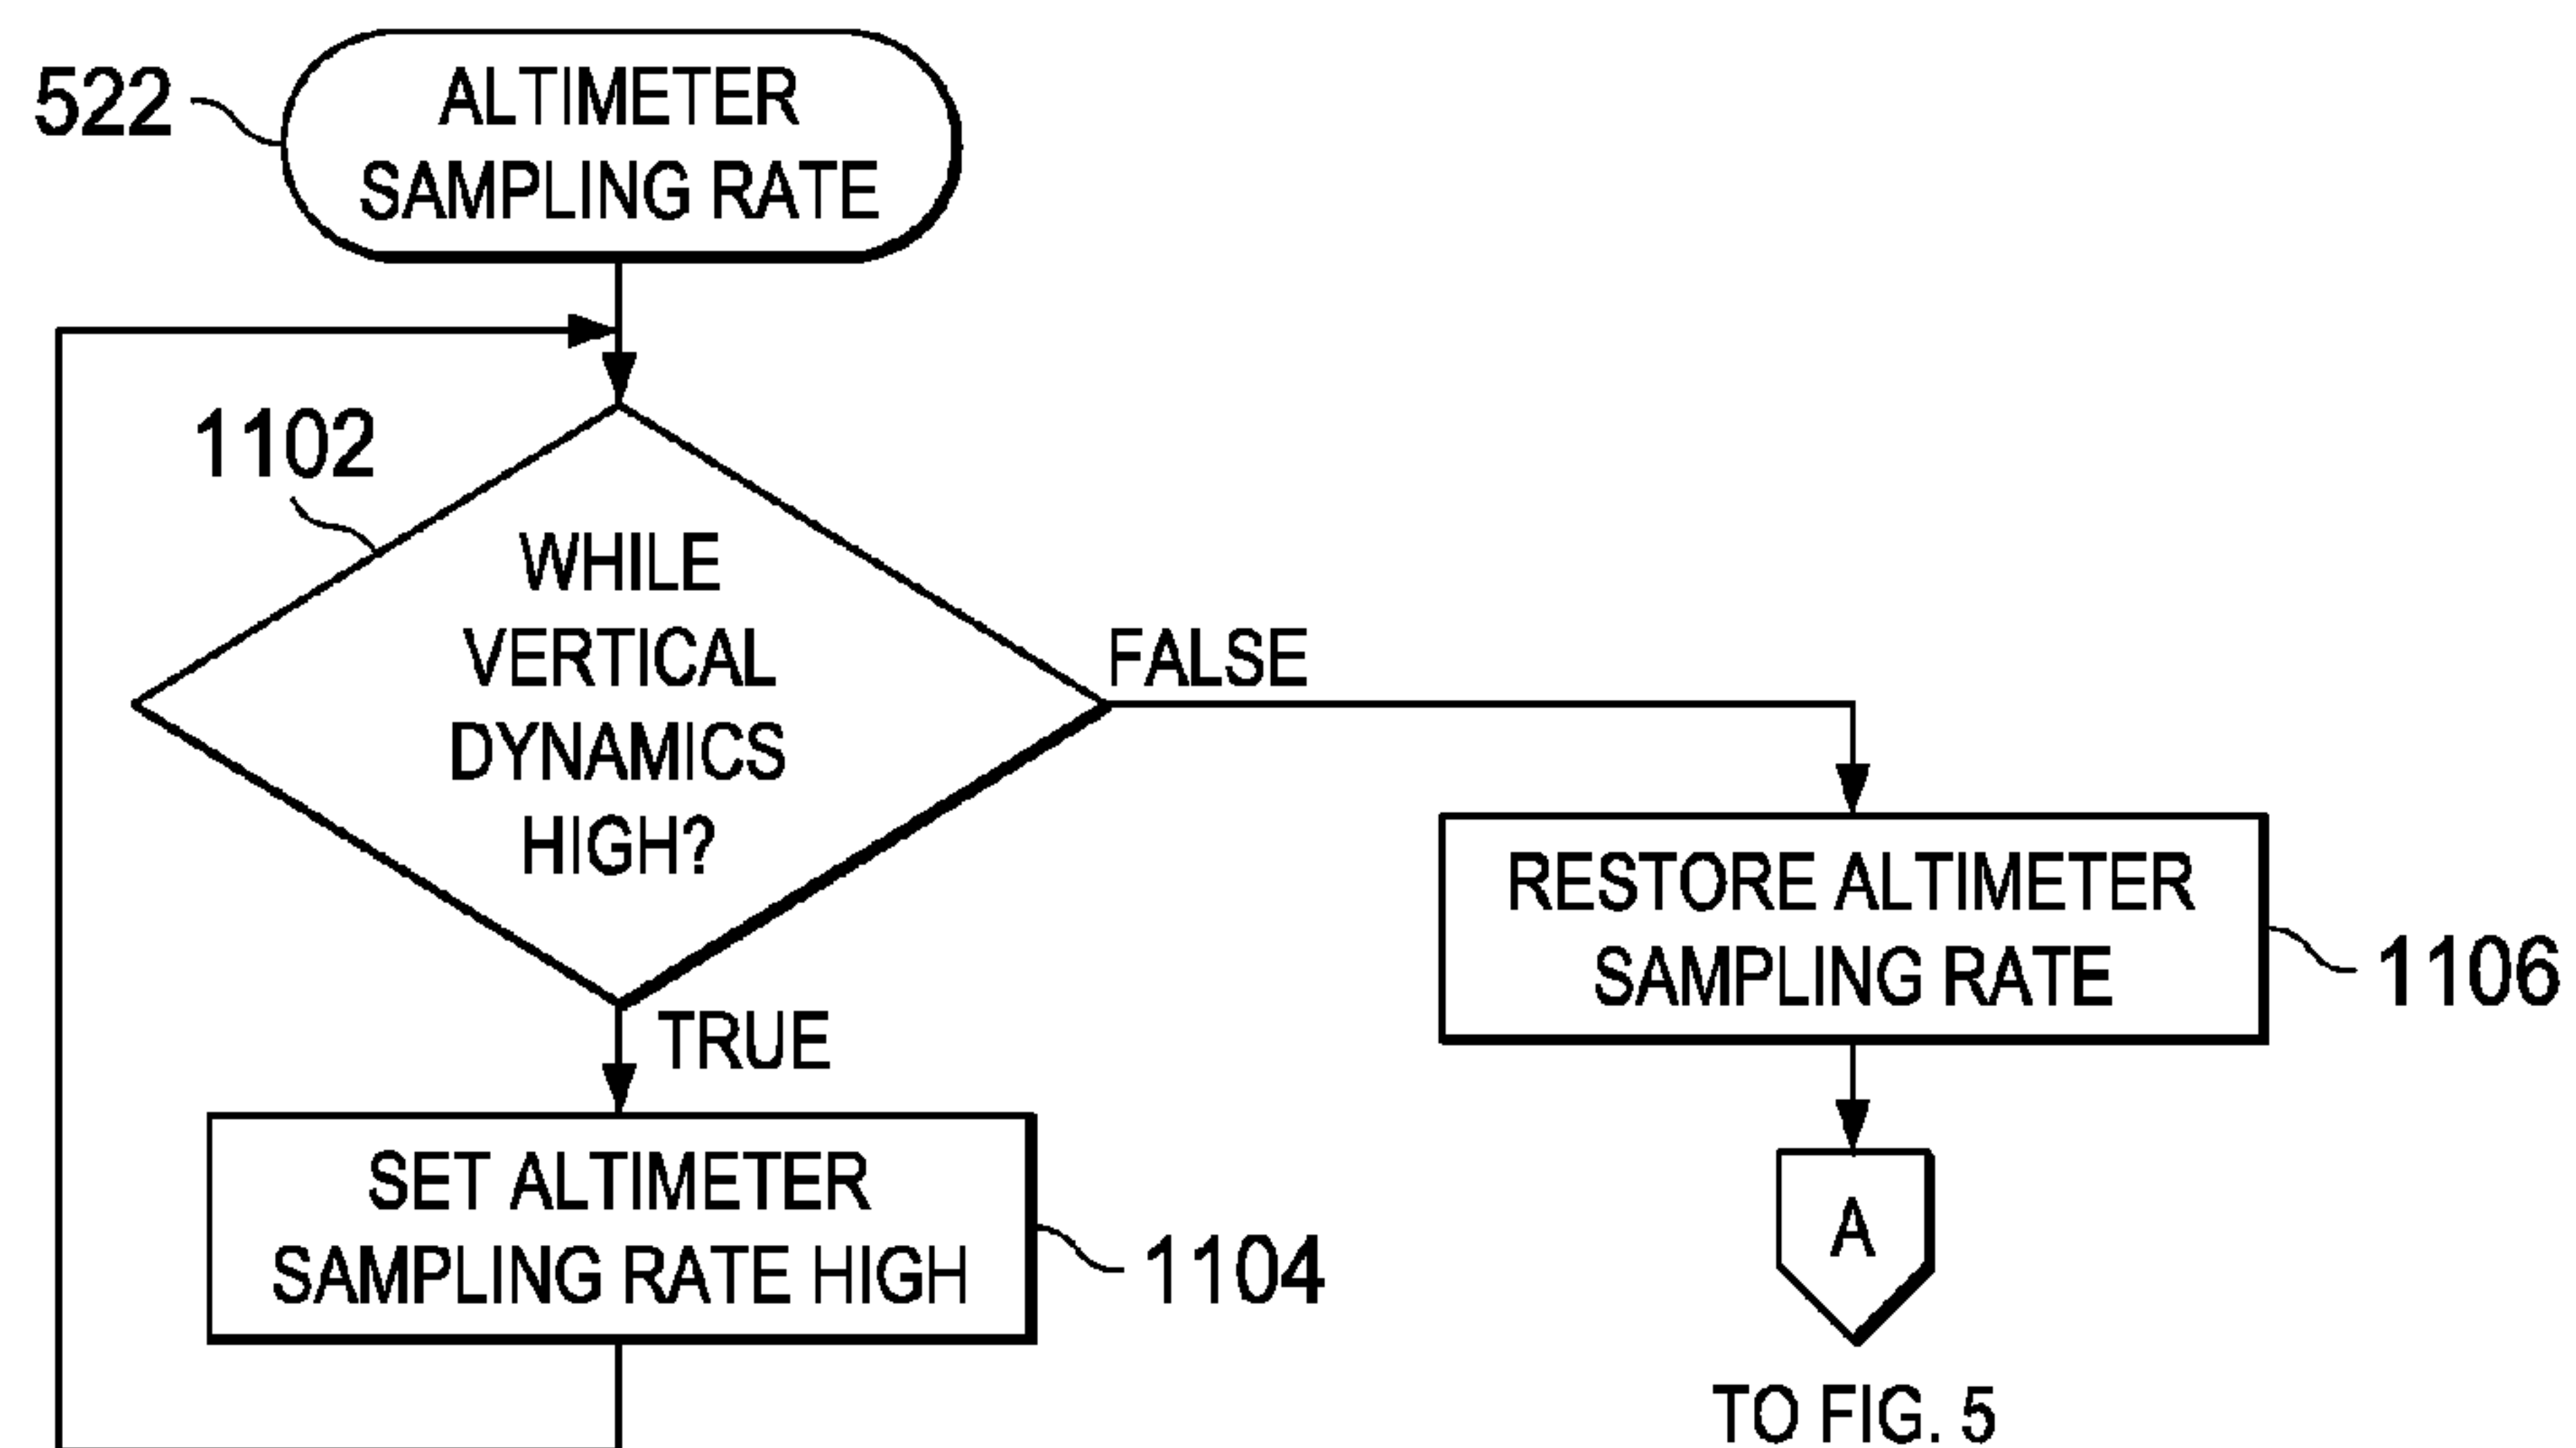 522
ALTIMETER
SAMPLING RATE
1102
WHILE
VERTICAL
DYNAMICS
HIGH?
FALSE
TRUE
RESTORE ALTIMETER
SAMPLING RATE
1106
SET ALTIMETER
SAMPLING RATE HIGH
1104
A
TO FIG. 5